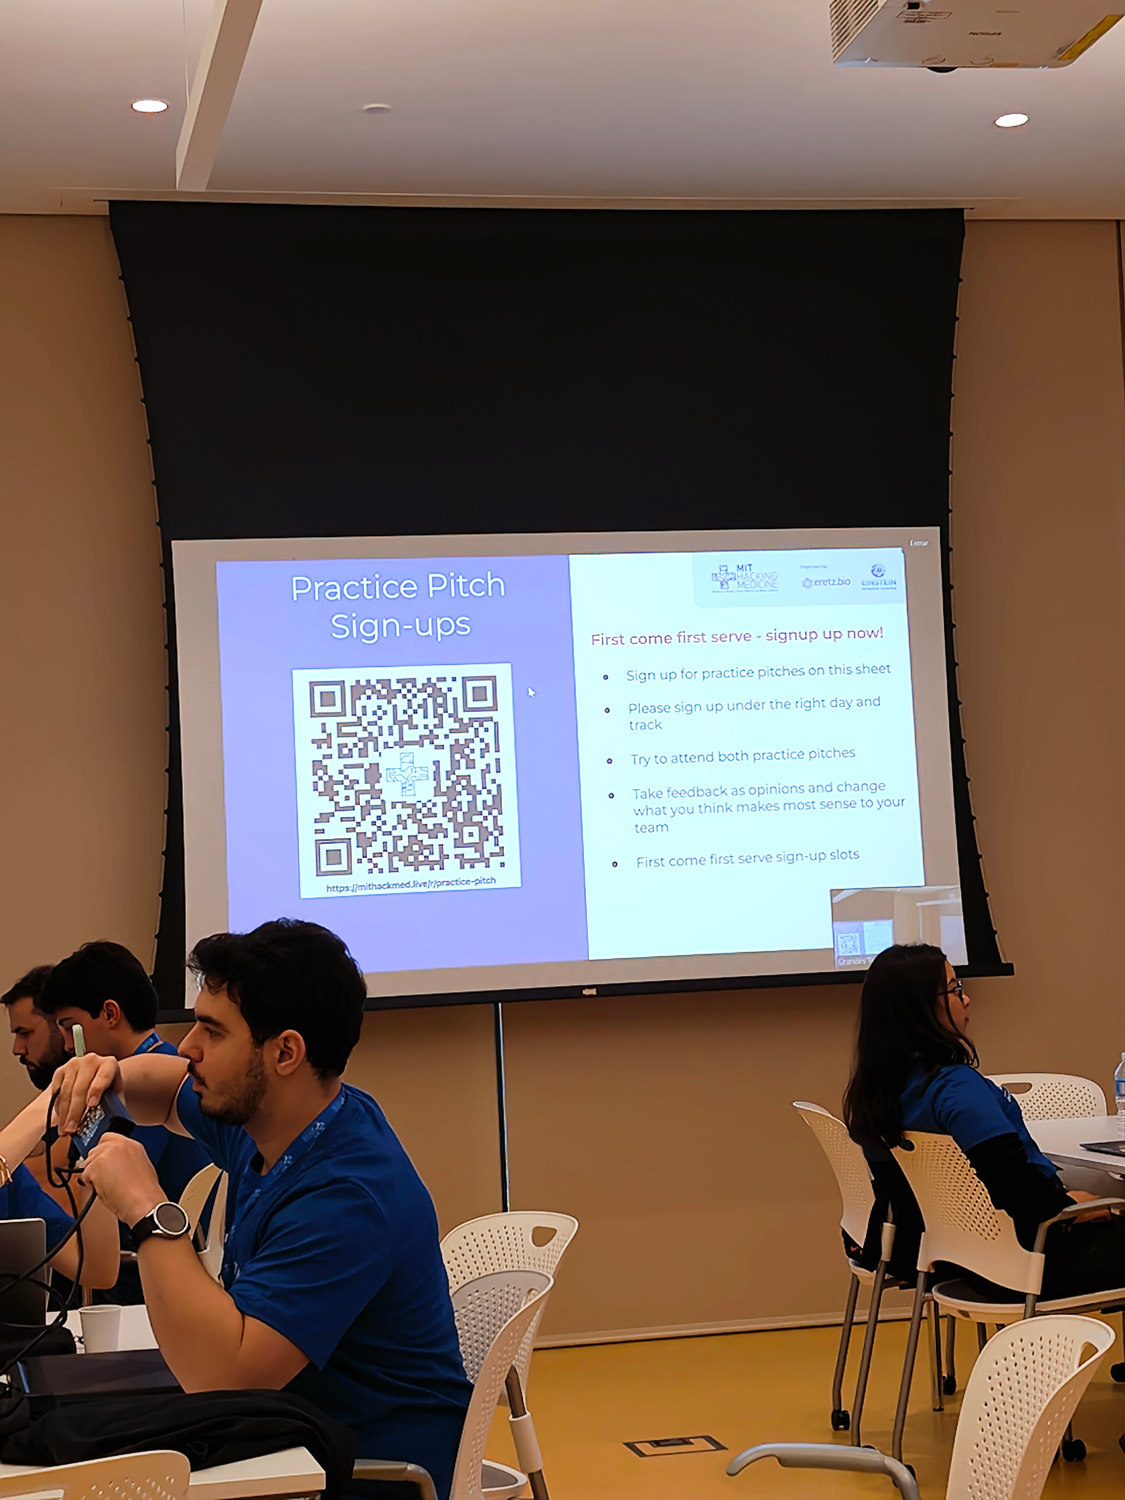 Practice Pitch
Sign-ups
https://mithackmed.live/r/practice-pitch
MIT
HACKING
MEDICINE
eretz.bio
EINSTEIN
First come first serve - signup up now!
Sign up for practice pitches on this sheet
Please sign up under the right day and
track
Try to attend both practice pitches
Take feedback as opinions and change
what you think makes most sense to your
team
First come first serve sign-up slots